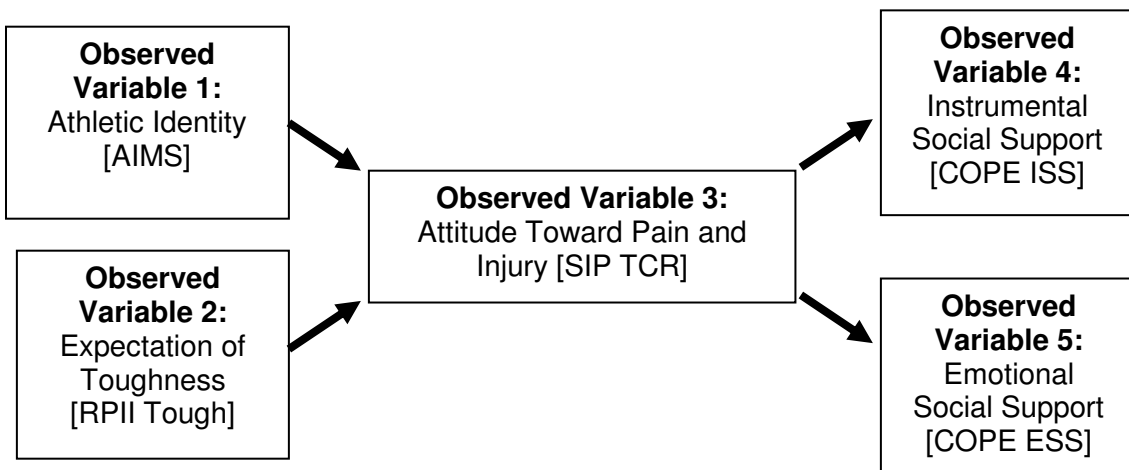 Observed
Variable 1:
Athletic Identity
[AIMS]
Observed
Variable 2:
Expectation of
Toughness
[RPII Tough]
Observed Variable 3:
Attitude Toward Pain and
Injury [SIP TCR]
Observed
Variable 4:
Instrumental
Social Support
[COPE ISS]
Observed
Variable 5:
Emotional
Social Support
[COPE ESS]